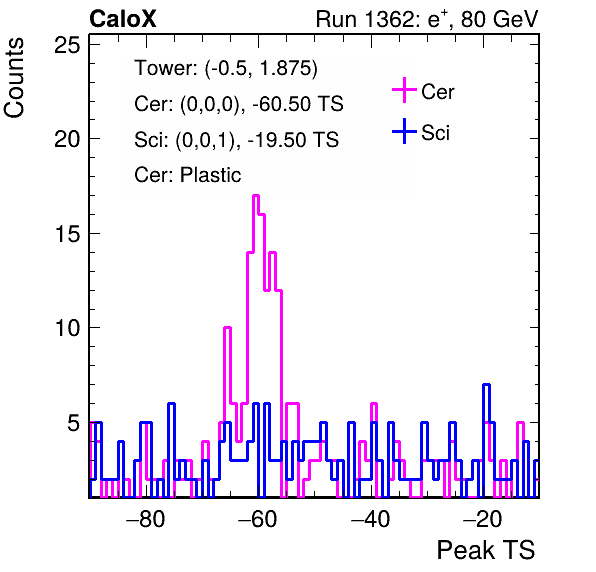 CaloX Run 1362: e⁺, 80 GeV
Counts
25
20
15
10
5
Tower: (-0.5, 1.875)
Cer: (0,0,0), -60.50 TS
Sci: (0,0,1), -19.50 TS
Cer: Plastic
Cer
Sci
−80 −60 −40 −20
Peak TS